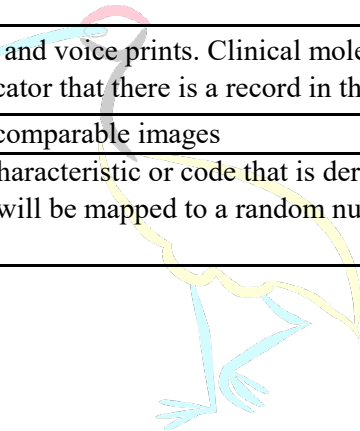 and voice prints. Clinical mole
cator that there is a record in th
comparable images
haracteristic or code that is der
will be mapped to a random nu